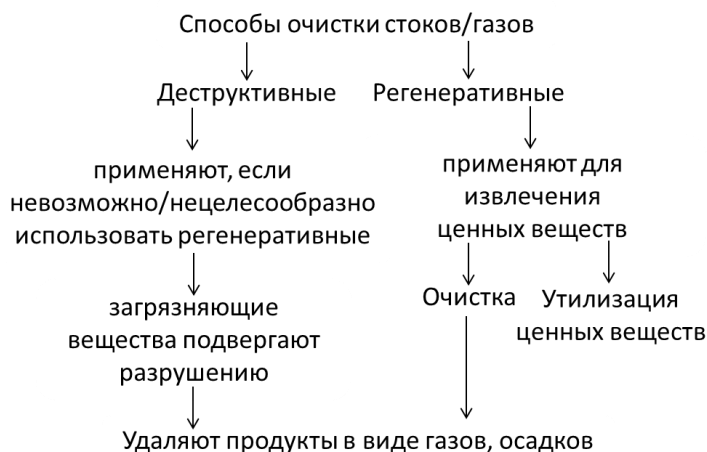 Способы очистки стоков/газов
Деструктивные
Регенеративные
применяют, если
невозможно/нецелесообразно
использовать регенеративные
применяют для
извлечения
ценных веществ
загрязняющие
вещества подвергают
разрушению
Очистка
Утилизация
ценных веществ
Удаляют продукты в виде газов, осадков